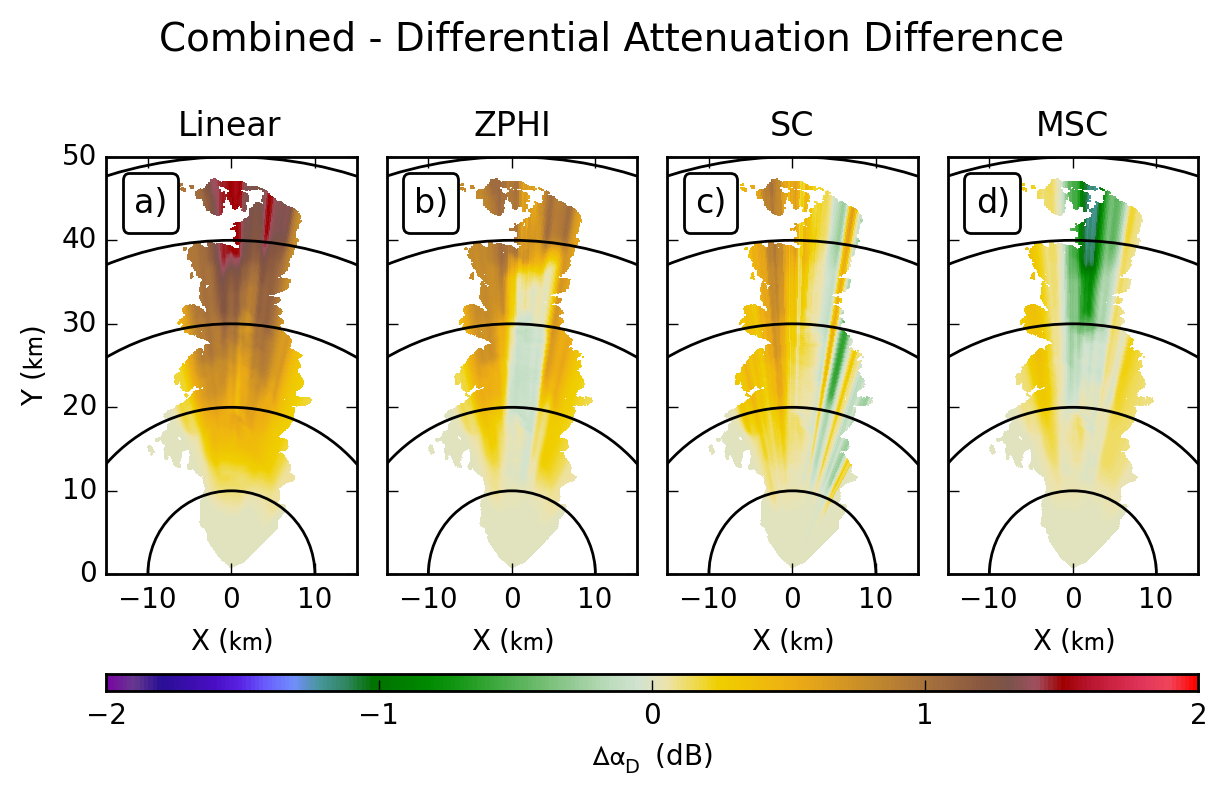 Combined - Differential Attenuation Difference
Linear ZPHI SC MSC
a) b) c) d)
50
40
30
20
10
0
Y (km)
−10 0 10 −10 0 10 −10 0 10 −10 0 10
X (km) X (km) X (km) X (km)
−2 −1 0 1 2
Δα_D (dB)